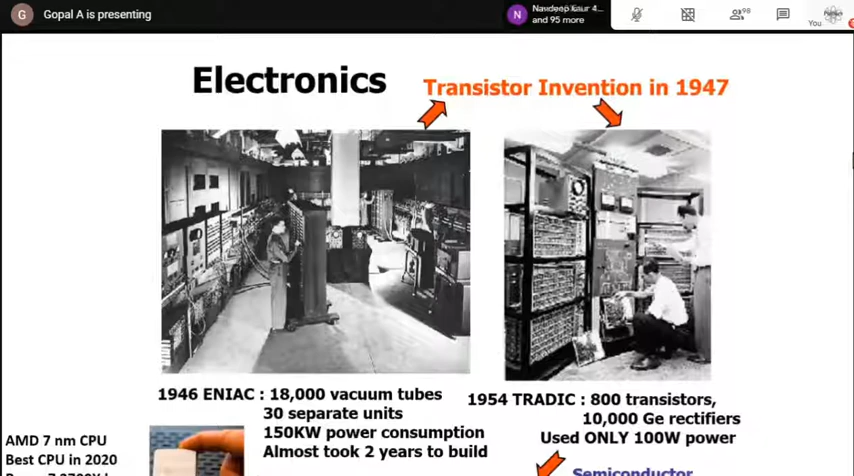 G Gopal A is presenting
N Navdeep Kaur 4...
and 95 more
98
You
Electronics
Transistor Invention in 1947
1946 ENIAC : 18,000 vacuum tubes
30 separate units
150KW power consumption
Almost took 2 years to build
1954 TRADIC : 800 transistors,
10,000 Ge rectifiers
Used ONLY 100W power
AMD 7 nm CPU
Best CPU in 2020
Semiconductor